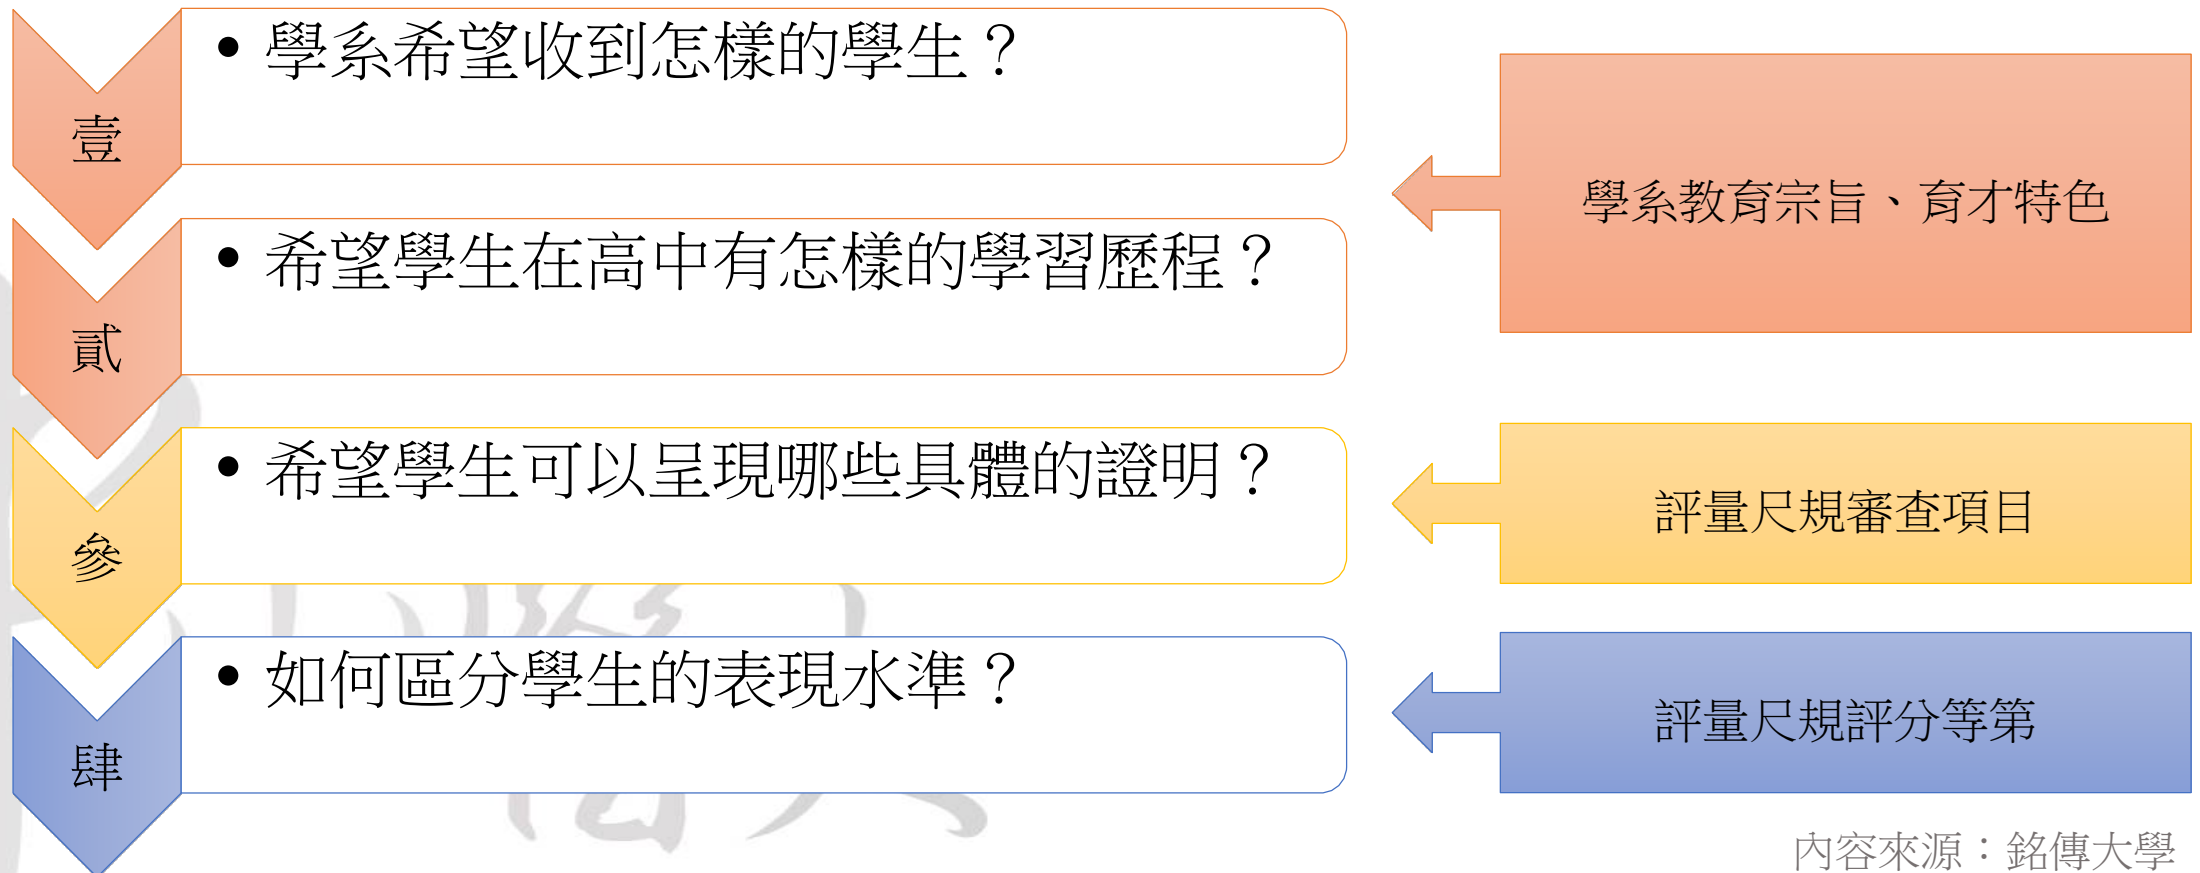 壹
• 學系希望收到怎樣的學生？
貳
• 希望學生在高中有怎樣的學習歷程？
參
• 希望學生可以呈現哪些具體的證明？
肆
• 如何區分學生的表現水準？
學系教育宗旨、育才特色
評量尺規審查項目
評量尺規評分等第
內容來源：銘傳大學